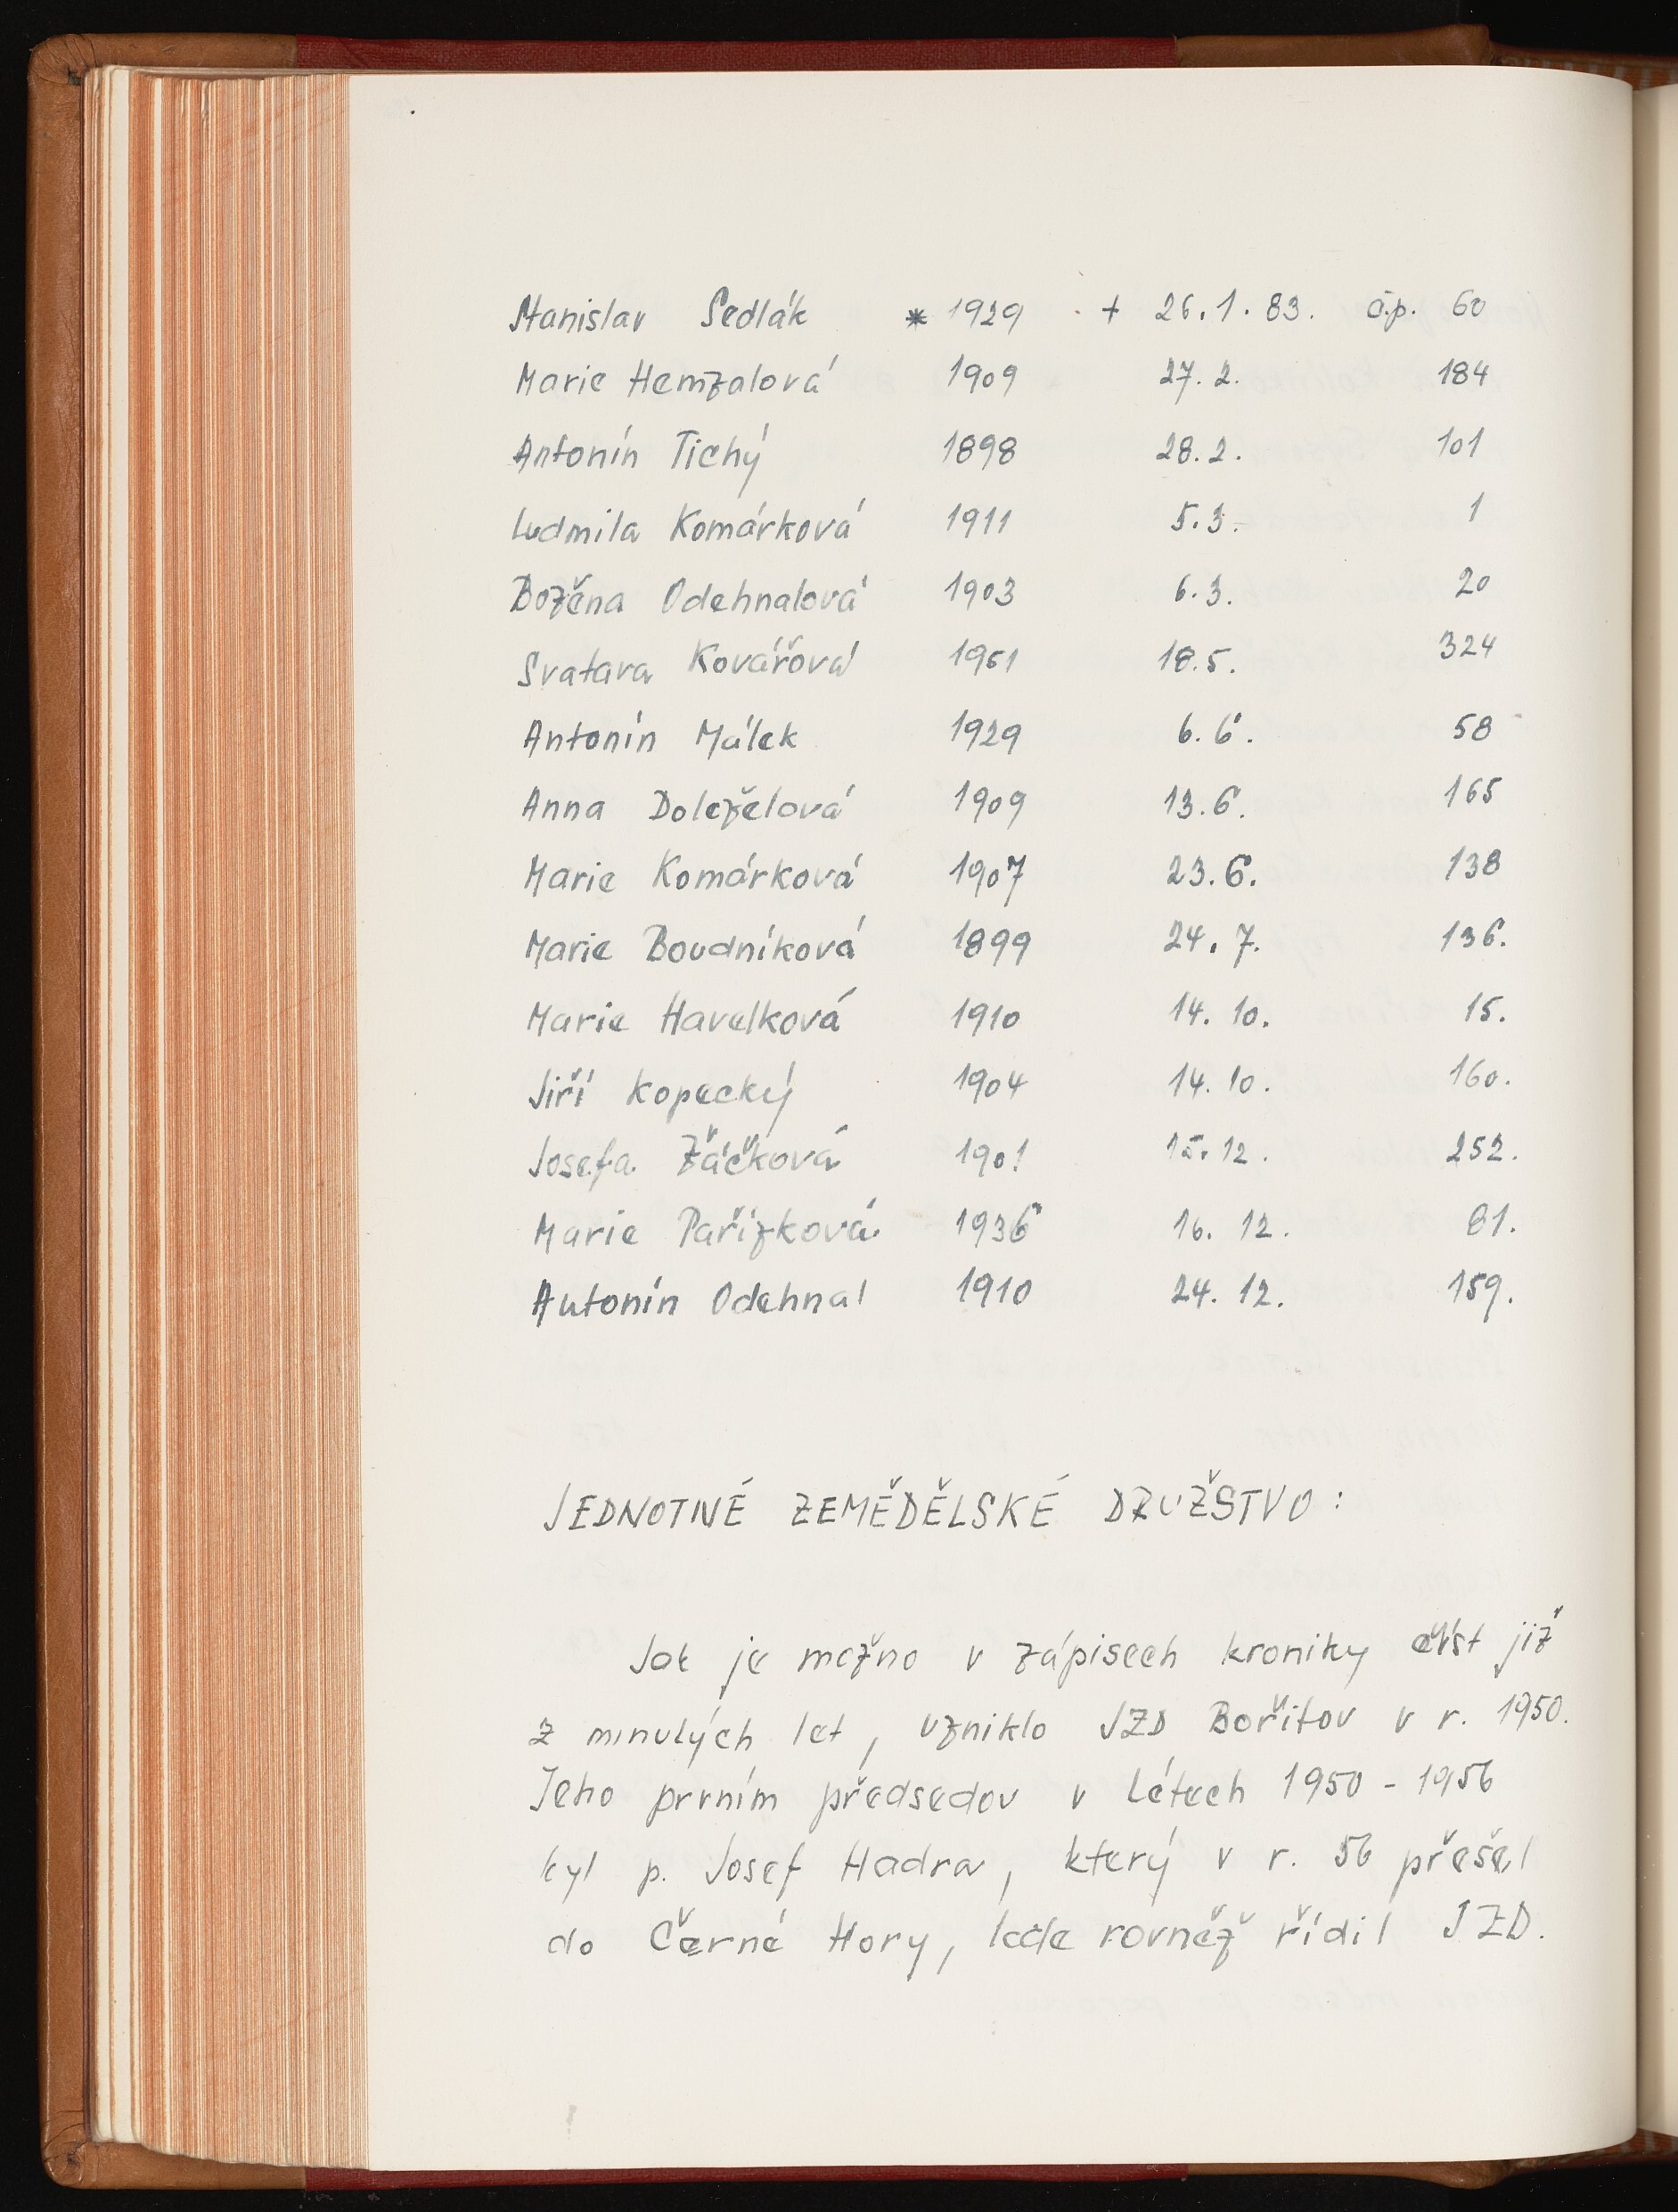 Stanislav Sedlák * 1929 + 26. 1. 83. čp. 60
Marie Hemzalová 1909 27. 2. 184
Antonín Tichý 1898 28. 2. 101
Ludmila Komárková 1911 5. 3. 1
Božena Odehnalová 1903 6. 3. 20
Svatava Kovářová 1951 18. 5. 324
Antonín Málek 1929 6. 6. 58
Anna Doleželová 1909 13. 6. 165
Marie Komárková 1907 23. 6. 138
Marie Boudníková 1899 24. 7. 136.
Marie Havelková 1910 14. 10. 15.
Jiří Kopecký 1904 14. 10. 160.
Josefa Žáčková 1901 15. 12. 252.
Marie Pařízková 1936 16. 12. 81.
Antonín Odehnal 1910 24. 12. 159.
JEDNOTNÉ ZEMĚDĚLSKÉ DRUŽSTVO :
Jak je možno v zápisech kroniky číst již
z minulých let, vzniklo JZD Bořitov v r. 1950.
Jeho prvním předsedov v Létech 1950 - 1956
byl p. Josef Hadra, který v r. 56 přešel
do Černé Hory, kde rovněž řídil JZD.